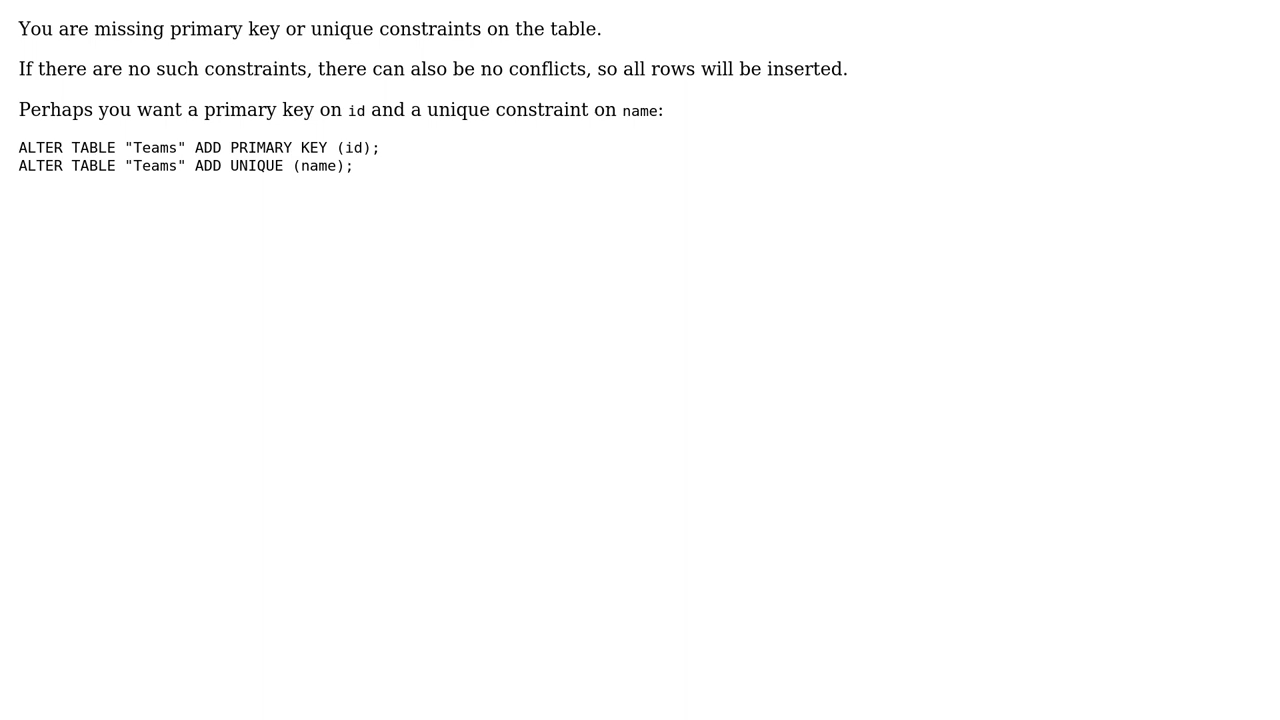 You are missing primary key or unique constraints on the table.
If there are no such constraints, there can also be no conflicts, so all rows will be inserted.
Perhaps you want a primary key on id and a unique constraint on name:
ALTER TABLE "Teams" ADD PRIMARY KEY (id);
ALTER TABLE "Teams" ADD UNIQUE (name);